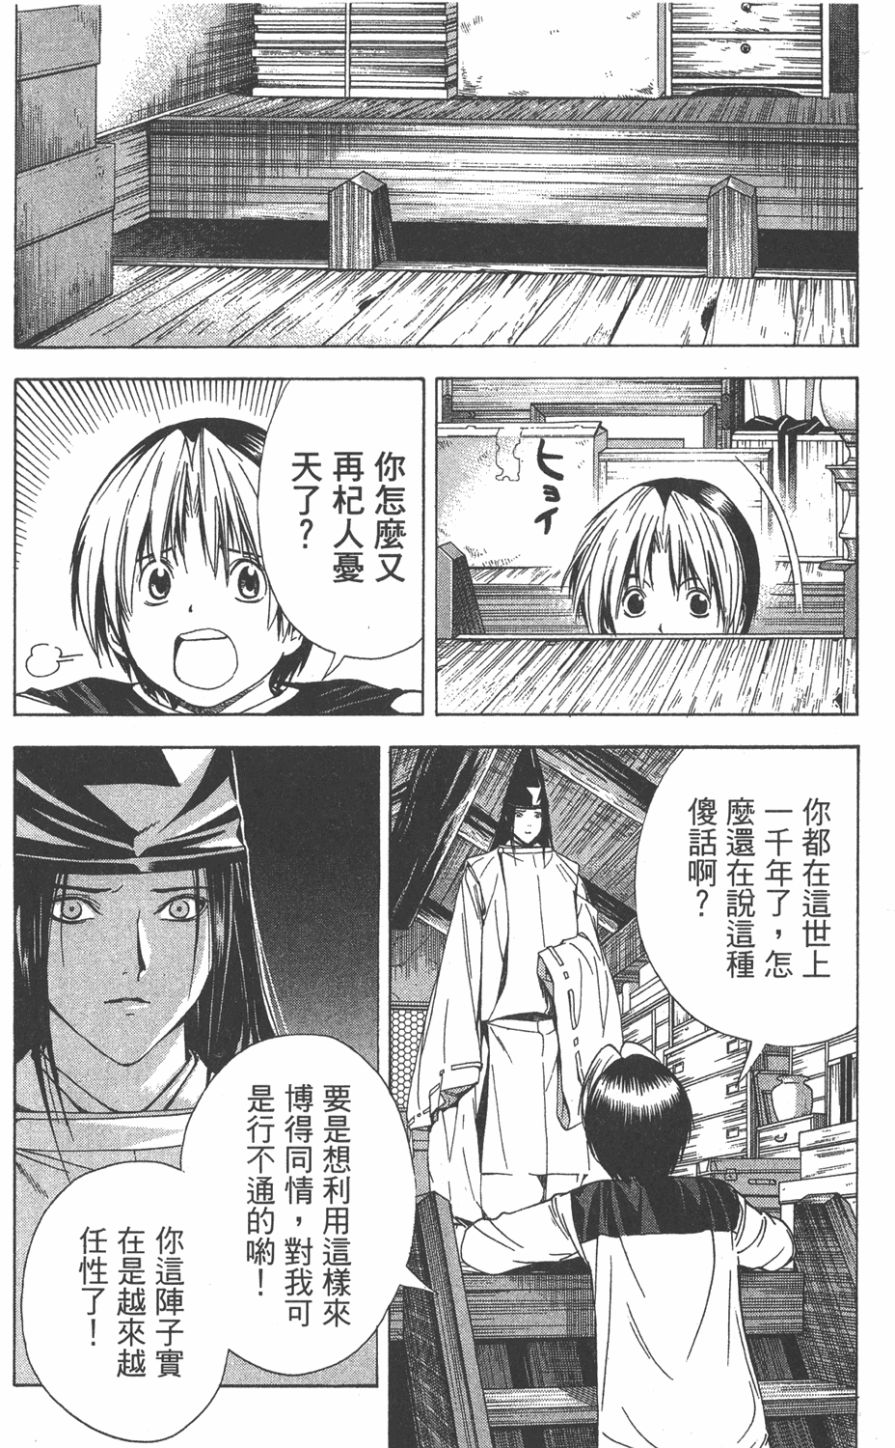 ヒョイ
你怎麼又
再杞人憂
天了？
你都在這世上
一千年了，怎
麼還在說這種
傻話啊？
要是想利用這樣來
博得同情，對我可
是行不通的喲！
你這陣子實
在是越來越
任性了！